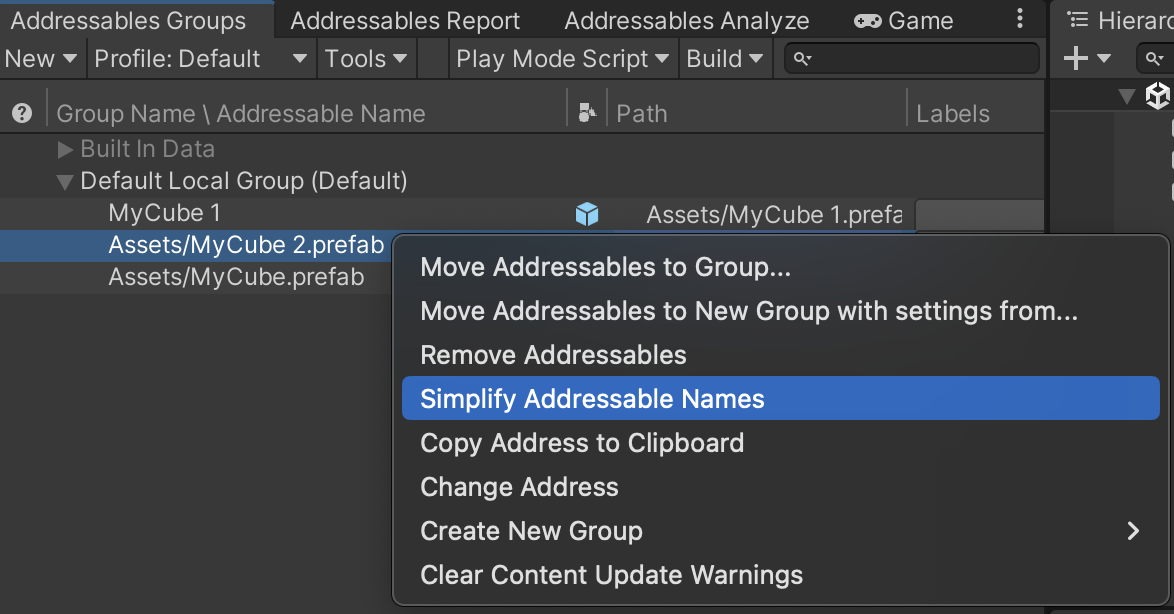 Addressables Groups Addressables Report Addressables Analyze Game
New Profile: Default Tools Play Mode Script Build
Group Name \ Addressable Name Path Labels
Built In Data
Default Local Group (Default)
MyCube 1 Assets/MyCube 1.prefa
Assets/MyCube 2.prefab
Assets/MyCube.prefab
Move Addressables to Group...
Move Addressables to New Group with settings from...
Remove Addressables
Simplify Addressable Names
Copy Address to Clipboard
Change Address
Create New Group
Clear Content Update Warnings